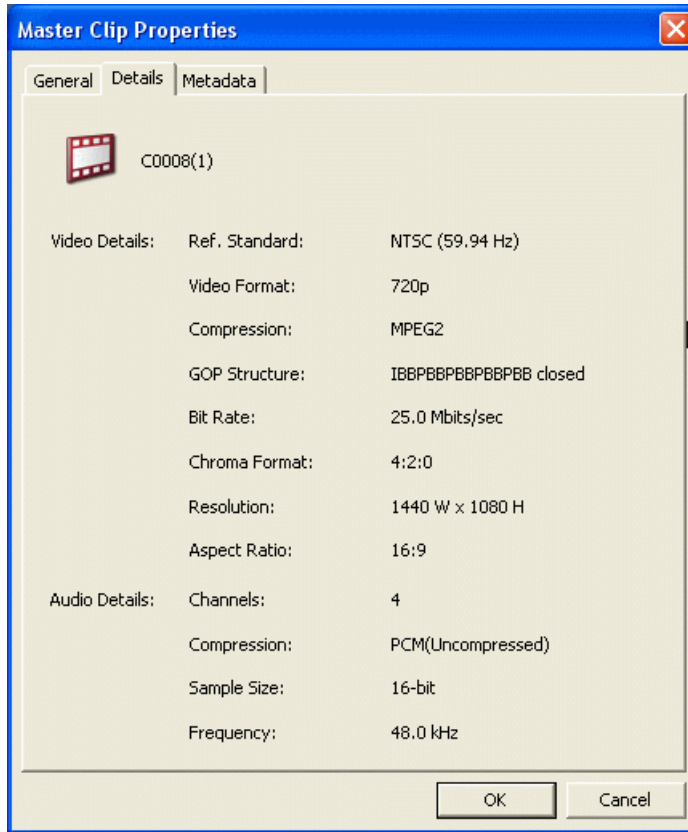 Master Clip Properties
General Details Metadata
C0008(1)
Video Details: Ref. Standard: NTSC (59.94 Hz)
Video Format: 720p
Compression: MPEG2
GOP Structure: IBBPBBPBBPBBPBB closed
Bit Rate: 25.0 Mbits/sec
Chroma Format: 4:2:0
Resolution: 1440 W x 1080 H
Aspect Ratio: 16:9
Audio Details: Channels: 4
Compression: PCM(Uncompressed)
Sample Size: 16-bit
Frequency: 48.0 kHz
OK Cancel